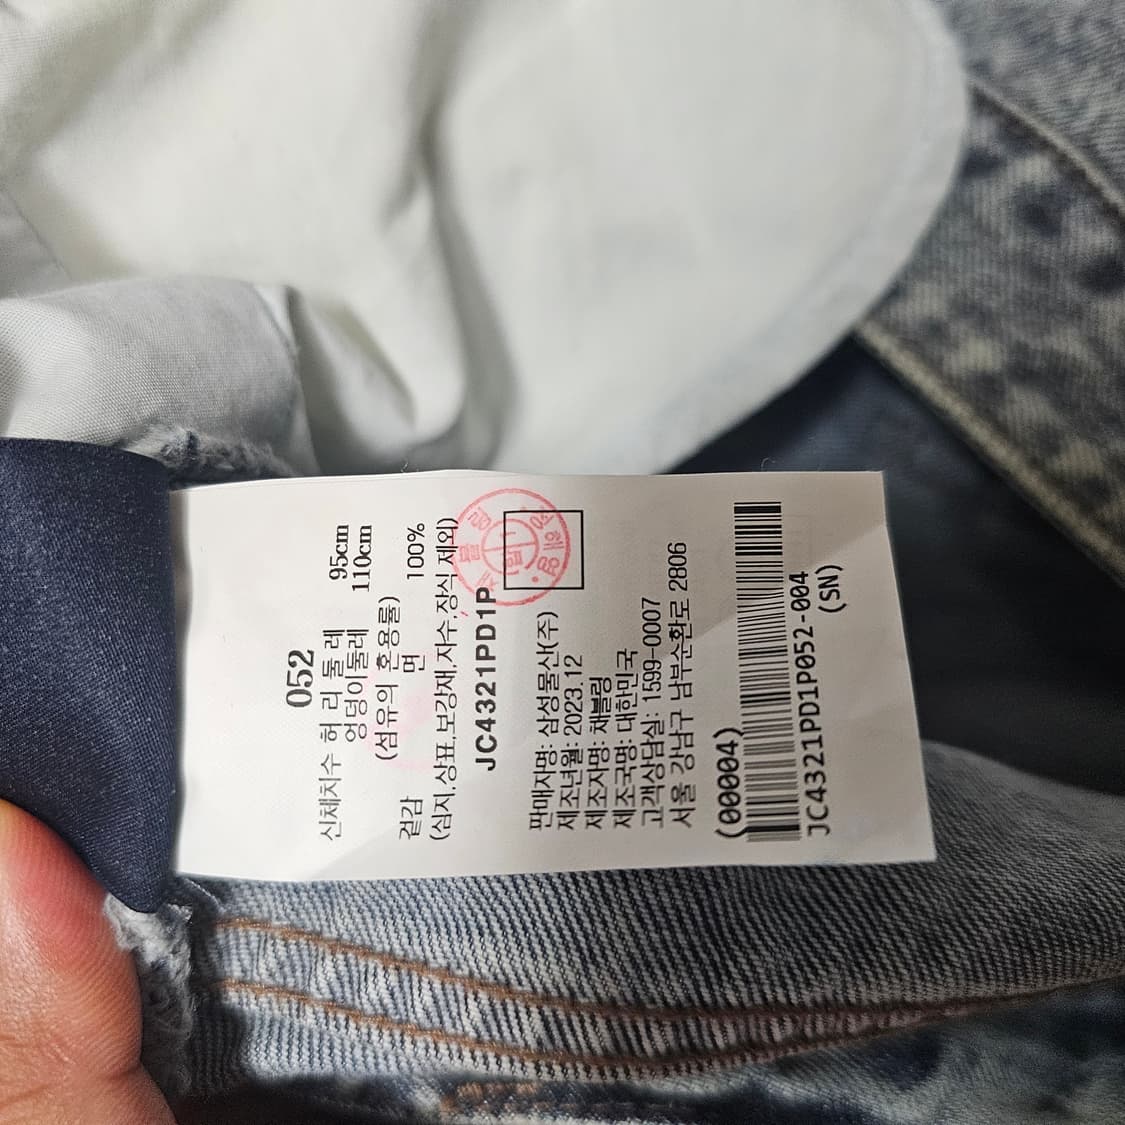 052
신체치수 허 리 둘 레 95cm
엉덩이둘레 110cm
(섬유의 혼용률)
겉감 면 100%
(심지,상표,보강재,자수,장식 제외)
JC4321PD1P
판매자명: 삼성물산(주)
제조년월: 2023.12
제조자명: 채블링
제조국명: 대한민국
고객상담실: 1599-0007
서울 강남구 남부순환로 2806
(00004)
JC4321PD1P052-004
(SN)